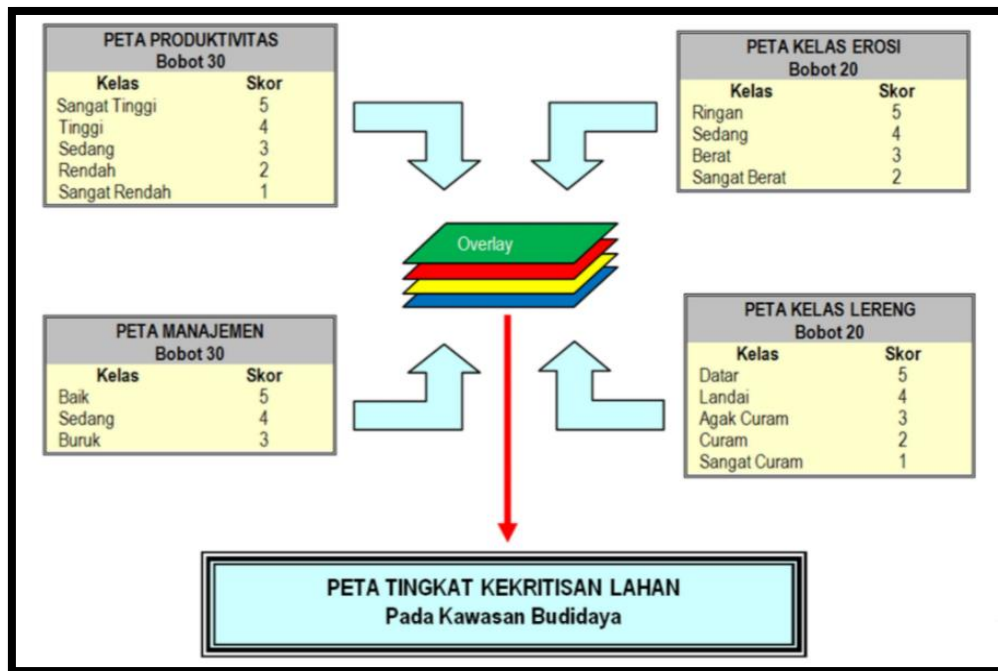 PETA PRODUKTIVITAS
Bobot 30
Kelas Skor
Sangat Tinggi 5
Tinggi 4
Sedang 3
Rendah 2
Sangat Rendah 1
PETA KELAS EROSI
Bobot 20
Kelas Skor
Ringan 5
Sedang 4
Berat 3
Sangat Berat 2
Overlay
PETA MANAJEMEN
Bobot 30
Kelas Skor
Baik 5
Sedang 4
Buruk 3
PETA KELAS LERENG
Bobot 20
Kelas Skor
Datar 5
Landai 4
Agak Curam 3
Curam 2
Sangat Curam 1
PETA TINGKAT KEKRITISAN LAHAN
Pada Kawasan Budidaya